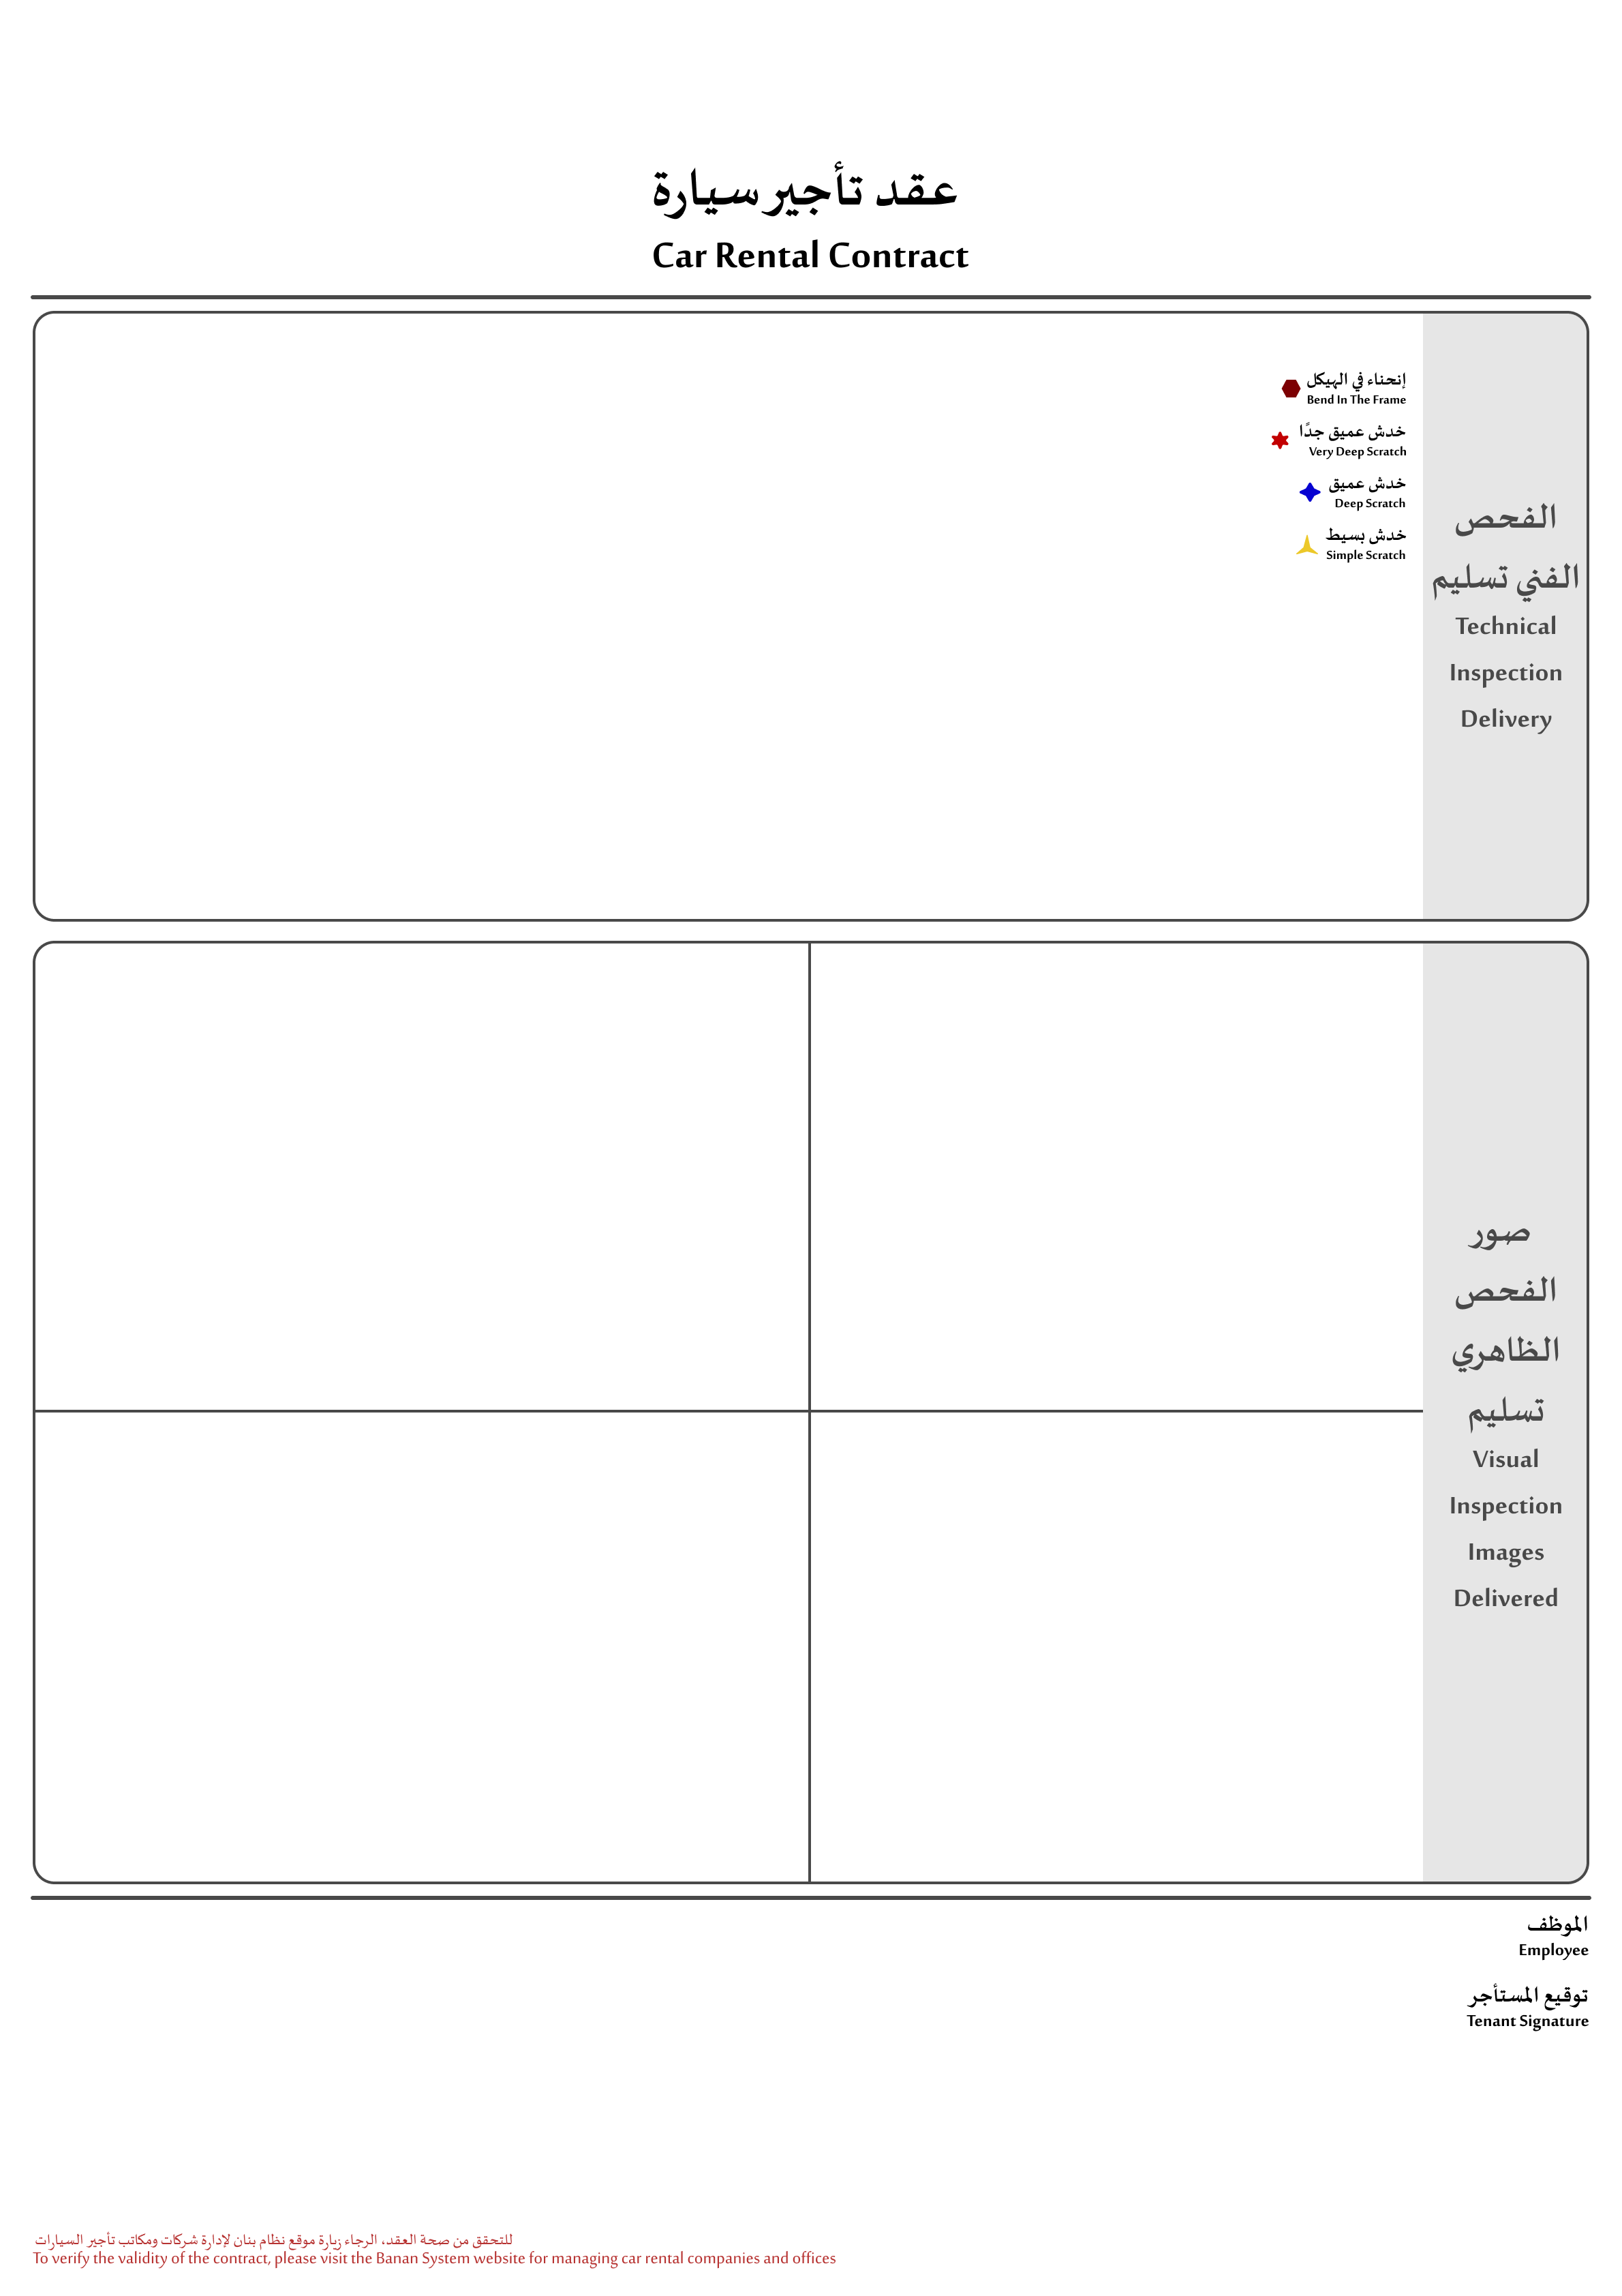 عقد تأجير سيارة
Car Rental Contract
إنحناء في الهيكل
Bend In The Frame
خدش عميق جدًا
Very Deep Scratch
خدش عميق
Deep Scratch
خدش بسيط
Simple Scratch
الفحص
الفني تسليم
Technical
Inspection
Delivery
صور
الفحص
الظاهري
تسليم
Visual
Inspection
Images
Delivered
الموظف
Employee
توقيع المستأجر
Tenant Signature
للتحقق من صحة العقد، الرجاء زيارة موقع نظام بنان لإدارة شركات ومكاتب تأجير السيارات
To verify the validity of the contract, please visit the Banan System website for managing car rental companies and offices